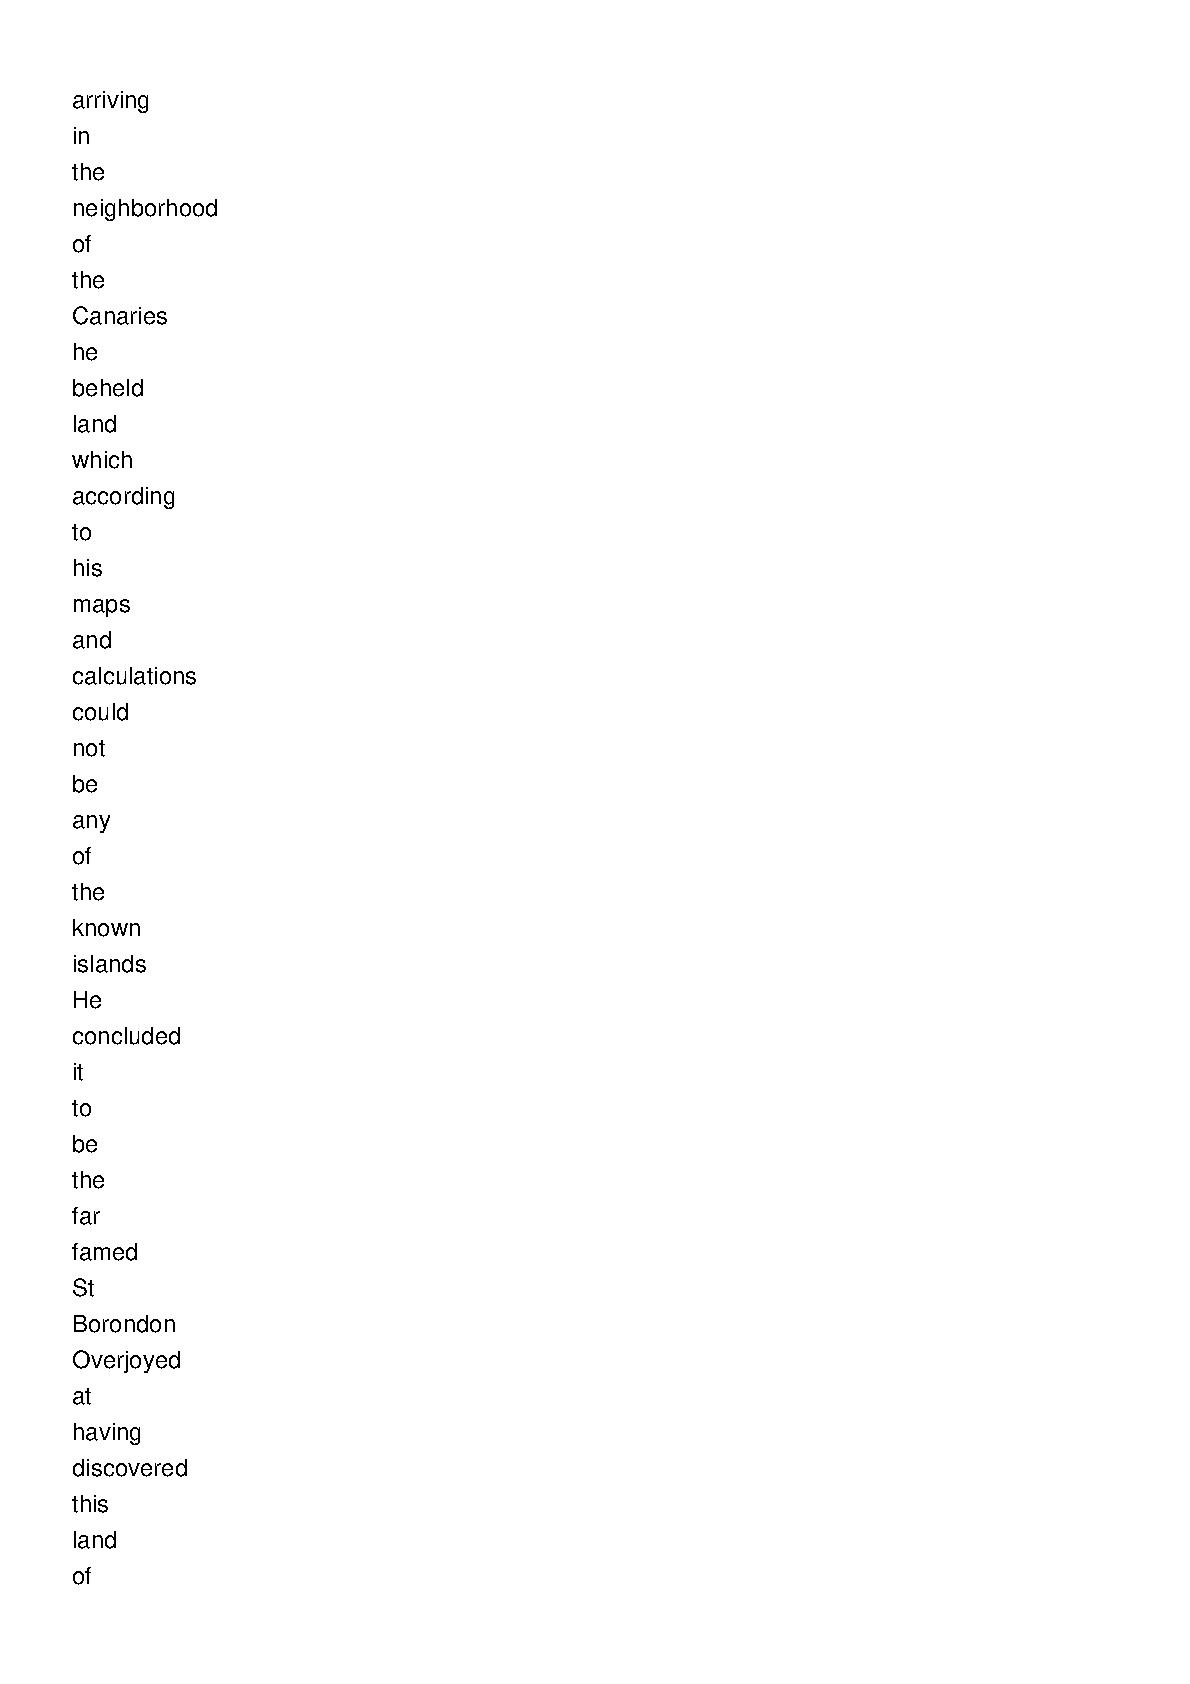 arriving
in
the
neighborhood
of
the
Canaries
he
beheld
land
which
according
to
his
maps
and
calculations
could
not
be
any
of
the
known
islands
He
concluded
it
to
be
the
far
famed
St
Borondon
Overjoyed
at
having
discovered
this
land
of